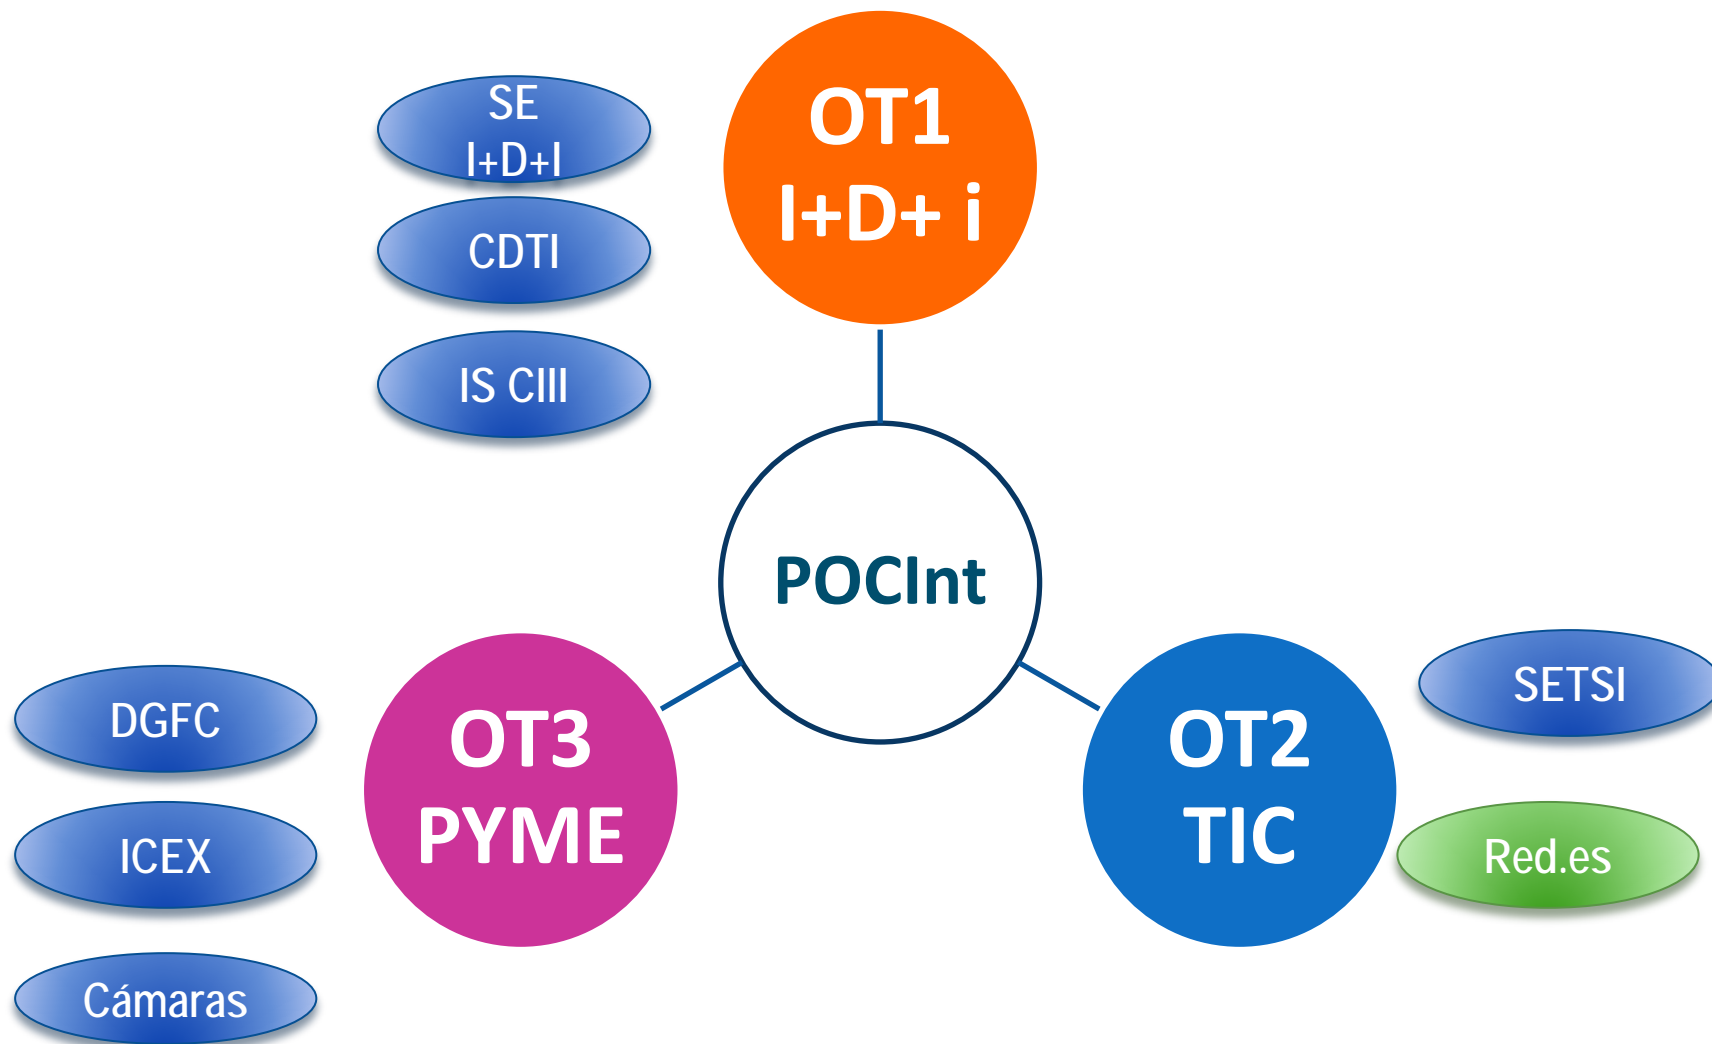 OT1
I+D+ i
SE
I+D+I
CDTI
IS CIII
POCInt
OT3
PYME
DGFC
ICEX
Cámaras
OT2
TIC
SETSI
Red.es